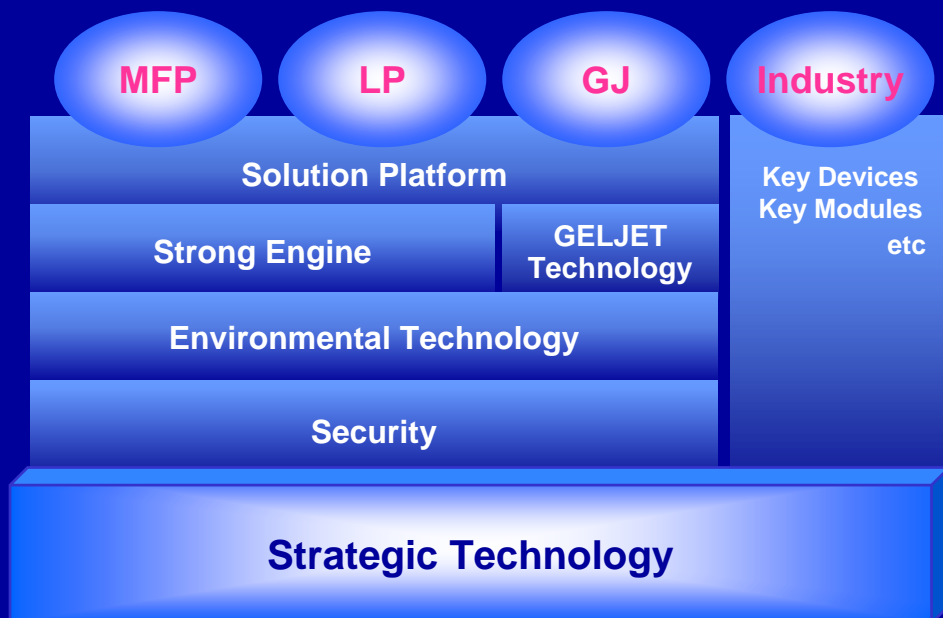 MFP
LP
GJ
Industry
Solution Platform
Key Devices
Key Modules
etc
Strong Engine
GELJET
Technology
Environmental Technology
Security
Strategic Technology